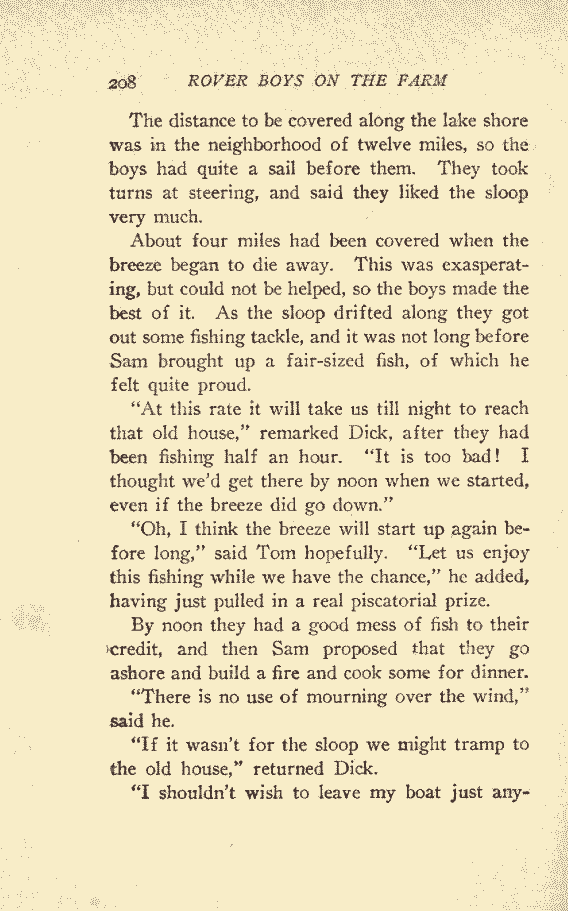 208 ROVER BOYS ON THE FARM
The distance to be covered along the lake shore
was in the neighborhood of twelve miles, so the
boys had quite a sail before them. They took
turns at steering, and said they liked the sloop
very much.
About four miles had been covered when the
breeze began to die away. This was exasperat-
ing, but could not be helped, so the boys made the
best of it. As the sloop drifted along they got
out some fishing tackle, and it was not long before
Sam brought up a fair-sized fish, of which he
felt quite proud.
“At this rate it will take us till night to reach
that old house,” remarked Dick, after they had
been fishing half an hour. “It is too bad! I
thought we’d get there by noon when we started,
even if the breeze did go down.”
“Oh, I think the breeze will start up again be-
fore long,” said Tom hopefully. “Let us enjoy
this fishing while we have the chance,” he added,
having just pulled in a real piscatorial prize.
By noon they had a good mess of fish to their
credit, and then Sam proposed that they go
ashore and build a fire and cook some for dinner.
“There is no use of mourning over the wind,”
said he.
“If it wasn’t for the sloop we might tramp to
the old house,” returned Dick.
“I shouldn’t wish to leave my boat just any-